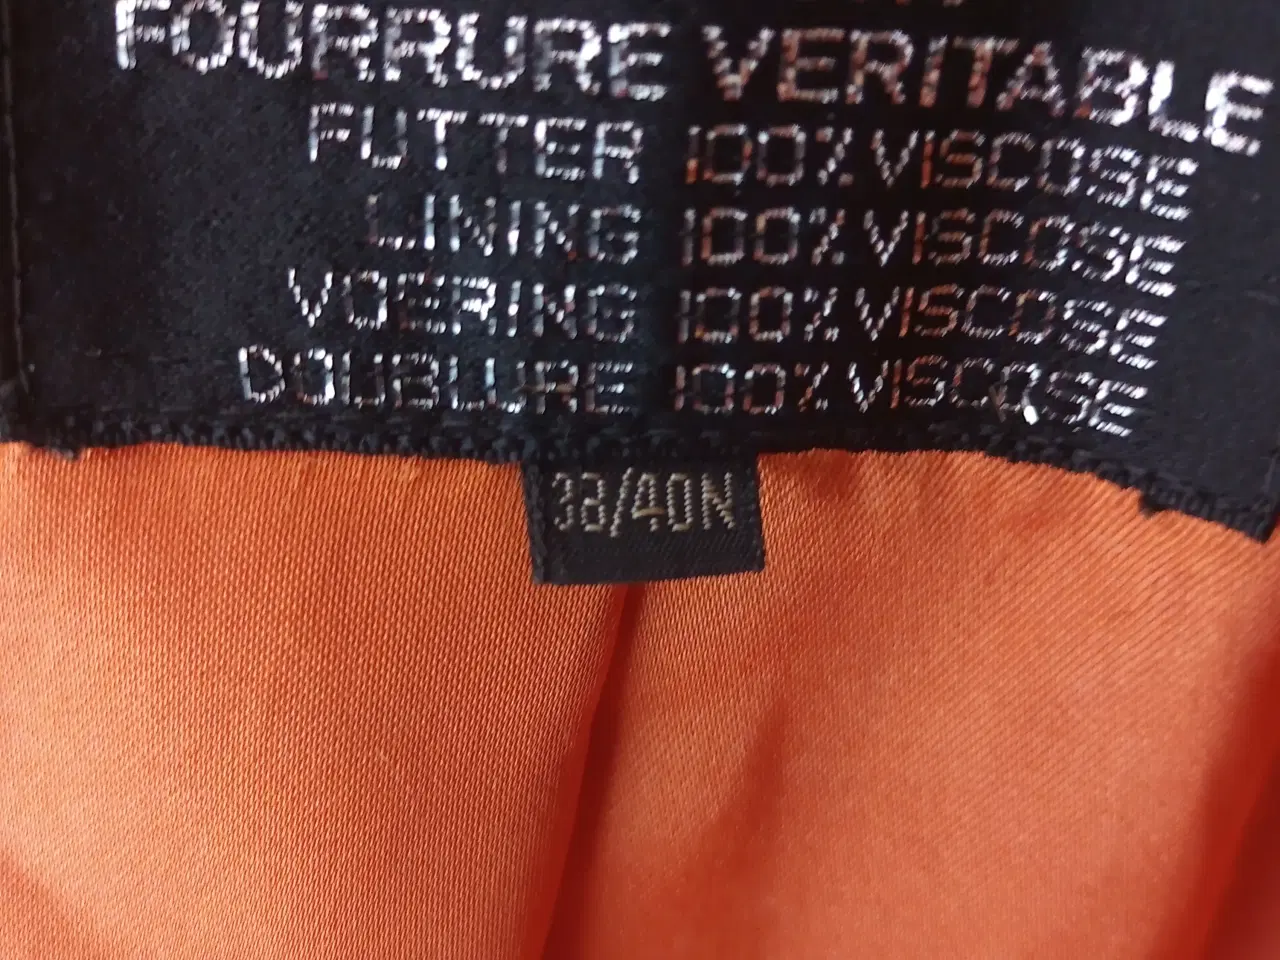 FOURRURE VERITABLE
FUTTER 100% VISCOSE
LINING 100% VISCOSE
VOERING 100% VISCOSE
DOUBLURE 100% VISCOSE
38/40N